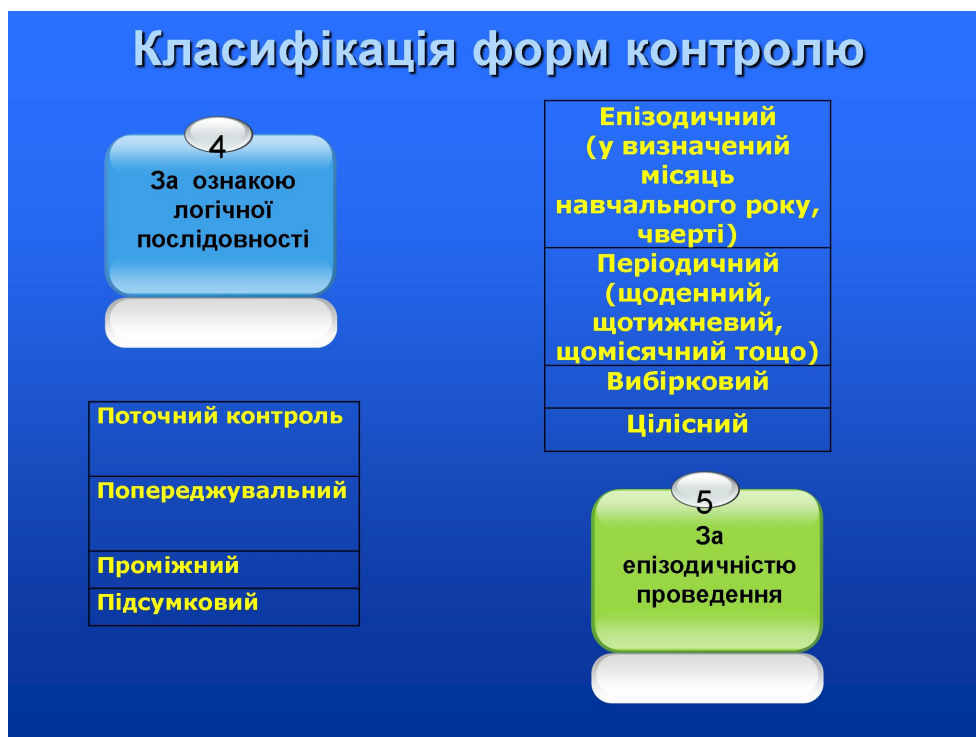 Класифікація форм контролю
4
За ознакою
логічної
послідовності
Поточний контроль
Попереджувальний
Проміжний
Підсумковий
Епізодичний
(у визначений
місяць
навчального року,
чверті)
Періодичний
(щоденний,
щотижневий,
щомісячний тощо)
Вибірковий
Цілісний
5
За
епізодичністю
проведення